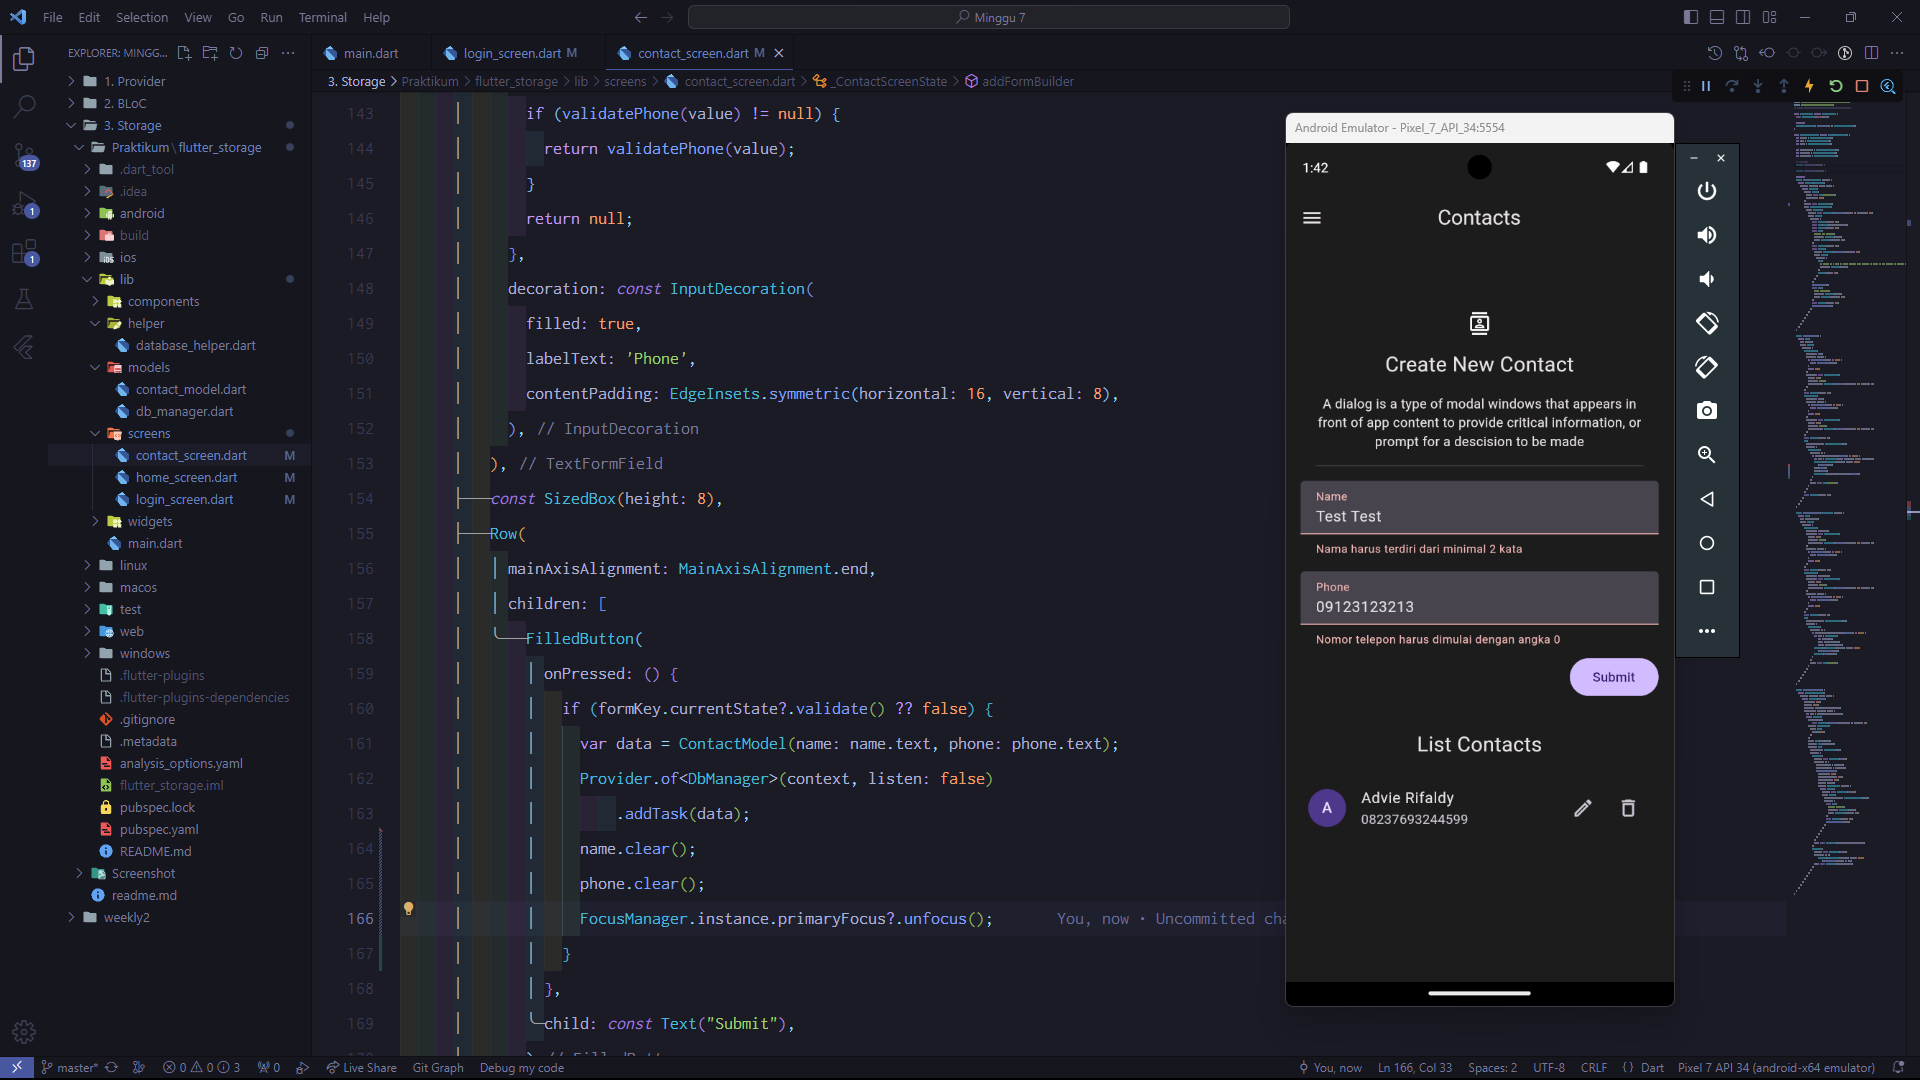 File Edit Selection View Go Run Terminal Help
Minggu 7
EXPLORER: MINGG...
1. Provider
2. BLoC
3. Storage
Praktikum \ flutter_storage
.dart_tool
.idea
android
build
ios
lib
components
helper
database_helper.dart
models
contact_model.dart
db_manager.dart
screens
contact_screen.dart M
home_screen.dart M
login_screen.dart M
widgets
main.dart
linux
macos
test
web
windows
.flutter-plugins
.flutter-plugins-dependencies
.gitignore
.metadata
analysis_options.yaml
flutter_storage.iml
pubspec.lock
pubspec.yaml
README.md
Screenshot
readme.md
weekly2
137
1
1
main.dart login_screen.dart M contact_screen.dart M
3. Storage > Praktikum > flutter_storage > lib > screens > contact_screen.dart > _ContactScreenState > addFormBuilder
143 if (validatePhone(value) != null) {
144 return validatePhone(value);
145 }
146 return null;
147 },
148 decoration: const InputDecoration(
149 filled: true,
150 labelText: 'Phone',
151 contentPadding: EdgeInsets.symmetric(horizontal: 16, vertical: 8),
152 ), // InputDecoration
153 ), // TextFormField
154 const SizedBox(height: 8),
155 Row(
156 mainAxisAlignment: MainAxisAlignment.end,
157 children: [
158 FilledButton(
159 onPressed: () {
160 if (formKey.currentState?.validate() ?? false) {
161 var data = ContactModel(name: name.text, phone: phone.text);
162 Provider.of<DbManager>(context, listen: false)
163 .addTask(data);
164 name.clear();
165 phone.clear();
166 FocusManager.instance.primaryFocus?.unfocus(); You, now • Uncommitted cha
167 }
168 },
169 child: const Text("Submit"),
Android Emulator - Pixel_7_API_34:5554
1:42
Contacts
Create New Contact
A dialog is a type of modal windows that appears in
front of app content to provide critical information, or
prompt for a descision to be made
Name
Test Test
Nama harus terdiri dari minimal 2 kata
Phone
09123123213
Nomor telepon harus dimulai dengan angka 0
Submit
List Contacts
A
Advie Rifaldy
08237693244599
master* 0 0 3 0 Live Share Git Graph Debug my code
You, now Ln 166, Col 33 Spaces: 2 UTF-8 CRLF { } Dart Pixel 7 API 34 (android-x64 emulator)